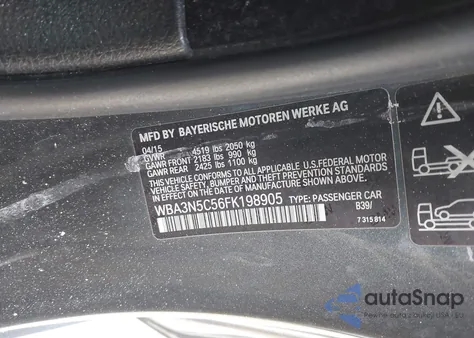 MFD BY BAYERISCHE MOTOREN WERKE AG
04/15
GVWR 4519 lbs 2050 kg
GAWR FRONT 2183 lbs 990 kg
GAWR REAR 2425 lbs 1100 kg
THIS VEHICLE CONFORMS TO ALL APPLICABLE U.S. FEDERAL MOTOR
VEHICLE SAFETY, BUMPER AND THEFT PREVENTION STANDARDS
IN EFFECT ON THE DATE OF MANUFACTURE SHOWN ABOVE.
WBA3N5C56FK198905 TYPE: PASSENGER CAR
B39/
7 315 814
autoSnap